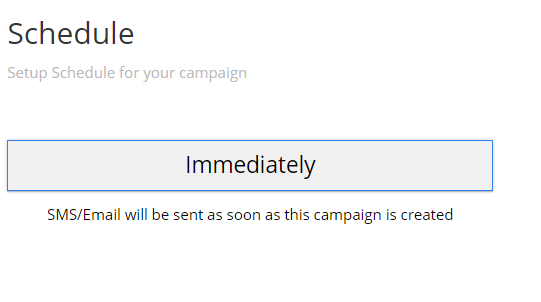 Schedule
Setup Schedule for your campaign
Immediately
SMS/Email will be sent as soon as this campaign is created